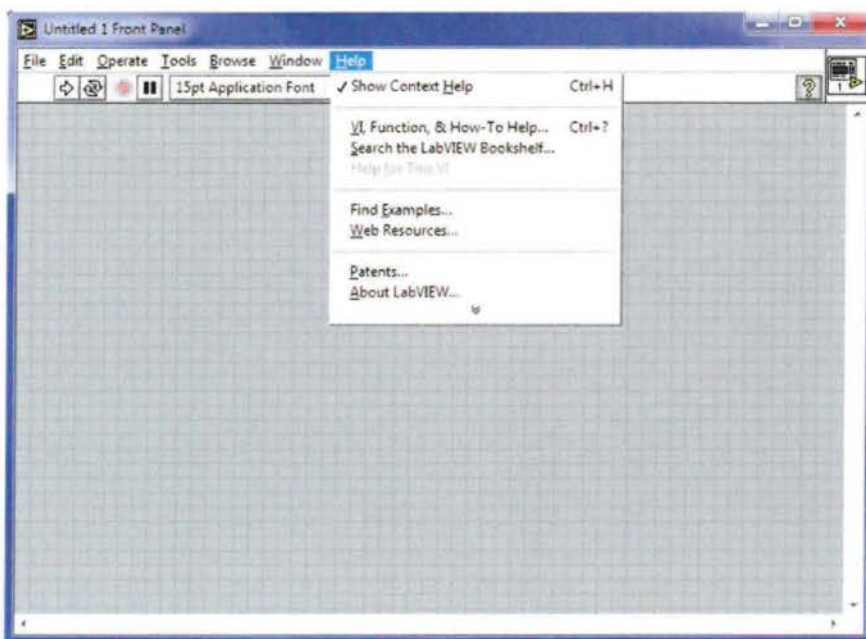 Untitled 1 Front Panel
File Edit Operate Tools Browse Window Help
15pt Application Font
✓ Show Context Help Ctrl+H
VI, Function, & How-To Help... Ctrl+?
Search the LabVIEW Bookshelf...
Help for This VI
Find Examples...
Web Resources...
Patents...
About LabVIEW...
1